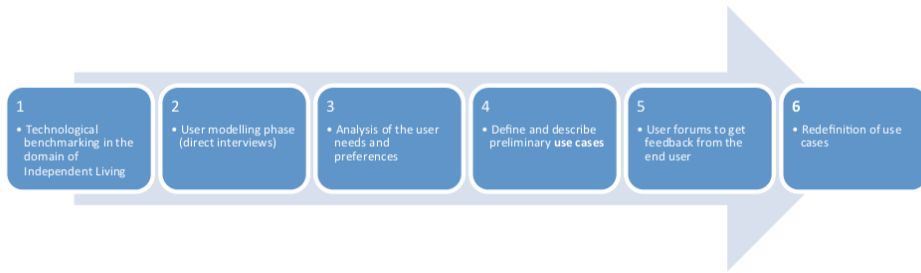 1
• Technological
benchmarking in the
domain of
Independent Living
2
• User modelling phase
(direct interviews)
3
• Analysis of the user
needs and
preferences
4
• Define and describe
preliminary use cases
5
• User forums to get
feedback from the
end user
6
• Redefinition of use
cases